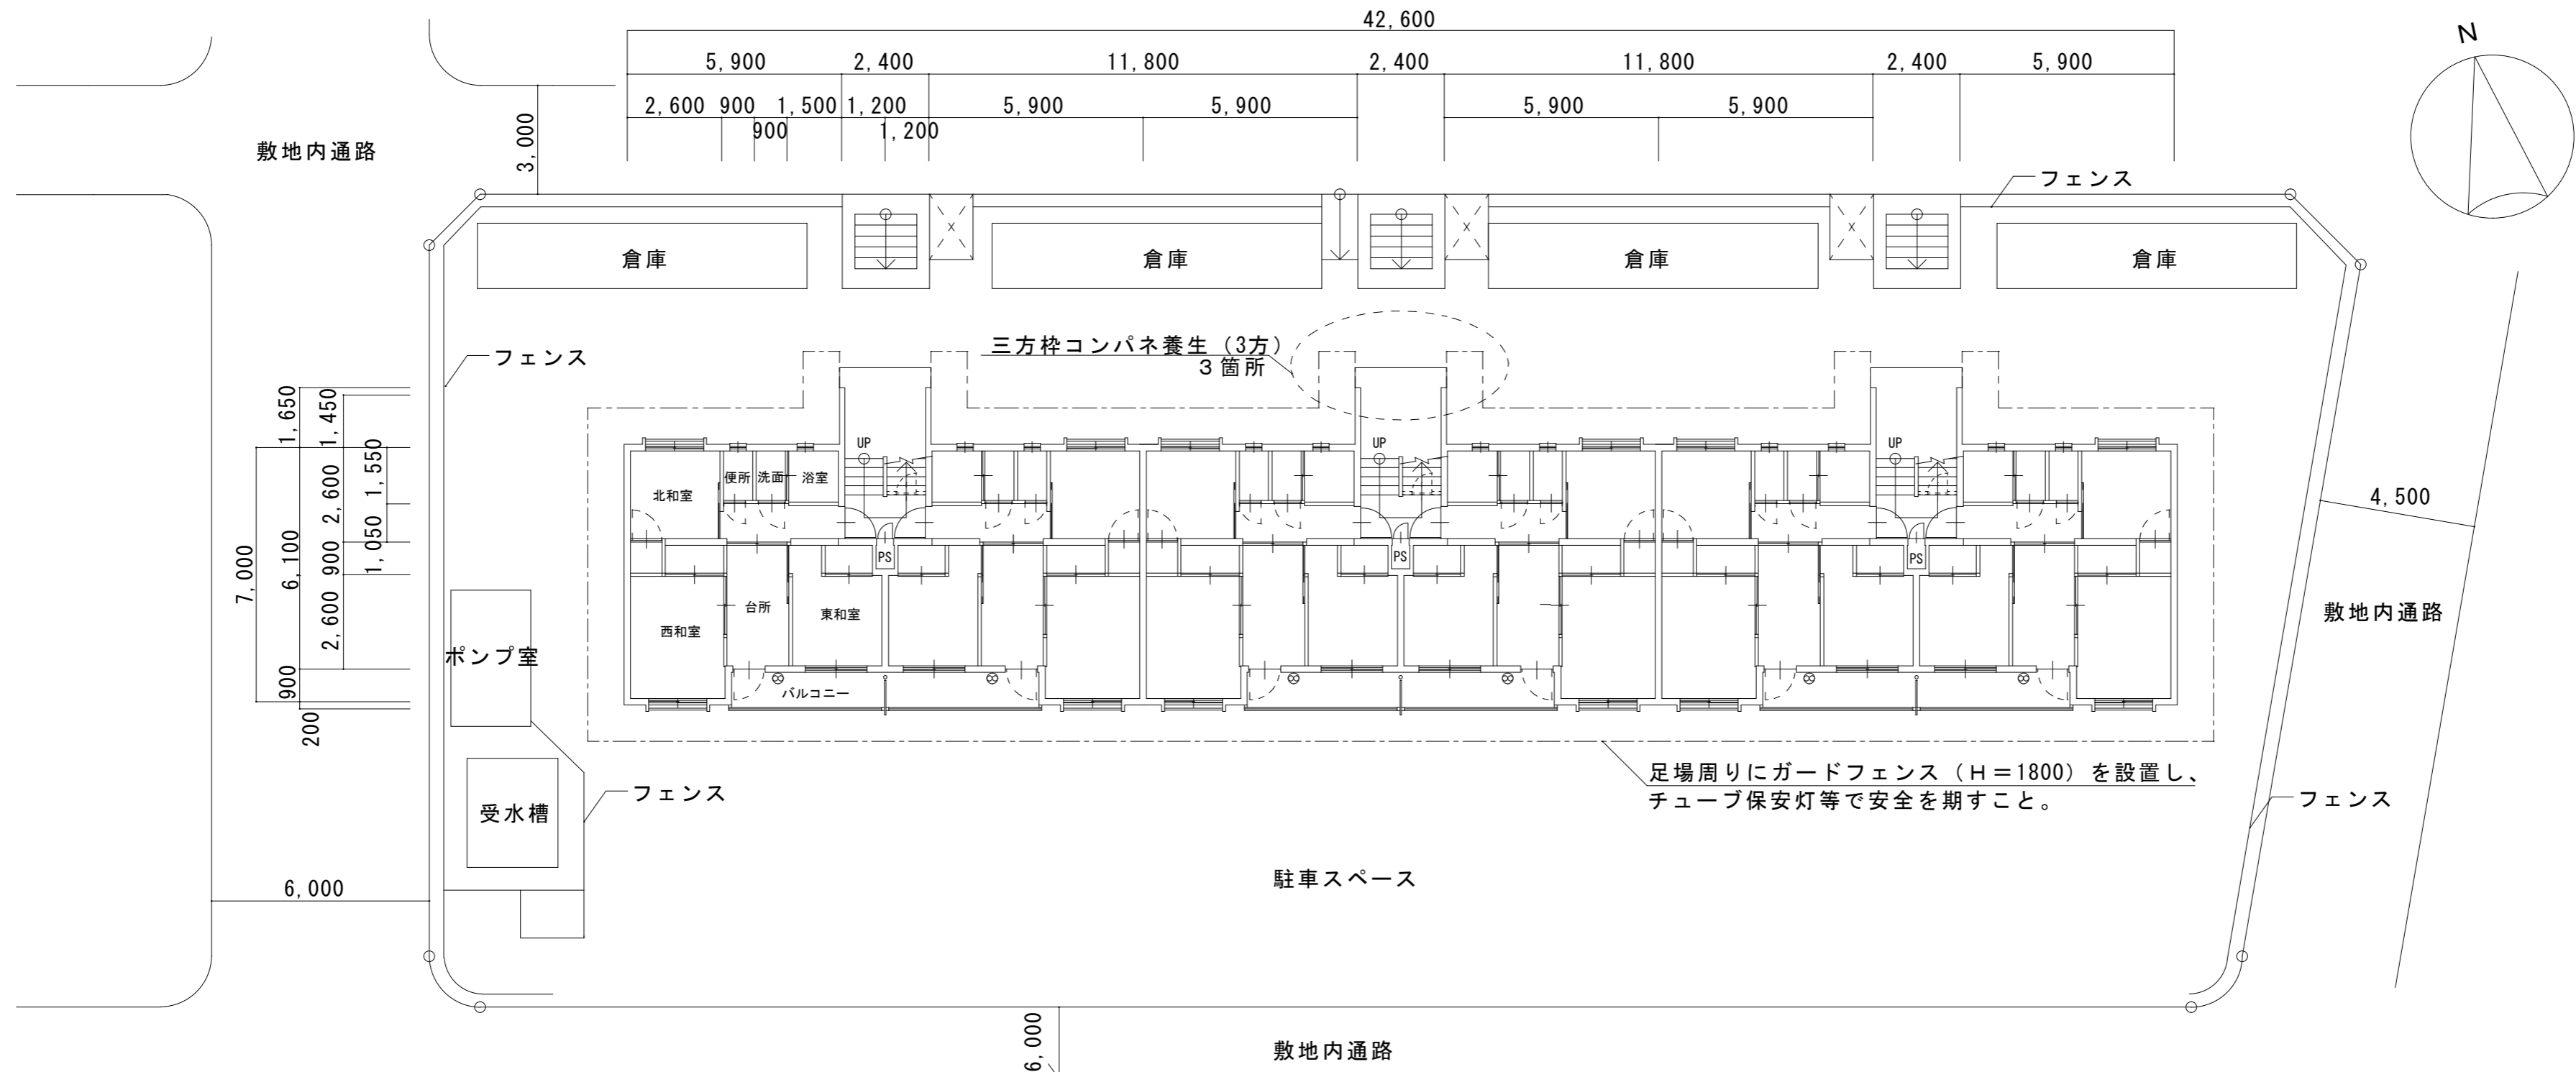 42,600
5,900 2,400 11,800 2,400 11,800 2,400 5,900
2,600 900 1,500 1,200 5,900 5,900 5,900 5,900
900 1,200
N
3,000
敷地内通路
フェンス
倉庫 倉庫 倉庫 倉庫
フェンス
三方枠コンパネ養生（3方）
３箇所
1,650
1,450
1,550
2,600
1,050
900
6,100
7,000
2,600
900
200
UP UP UP
北和室 便所 洗面 浴室
PS PS PS
台所 東和室
西和室
バルコニー
4,500
敷地内通路
ポンプ室
受水槽
フェンス
足場周りにガードフェンス（Ｈ＝1800）を設置し、
チューブ保安灯等で安全を期すこと。
フェンス
駐車スペース
6,000
6,000
敷地内通路